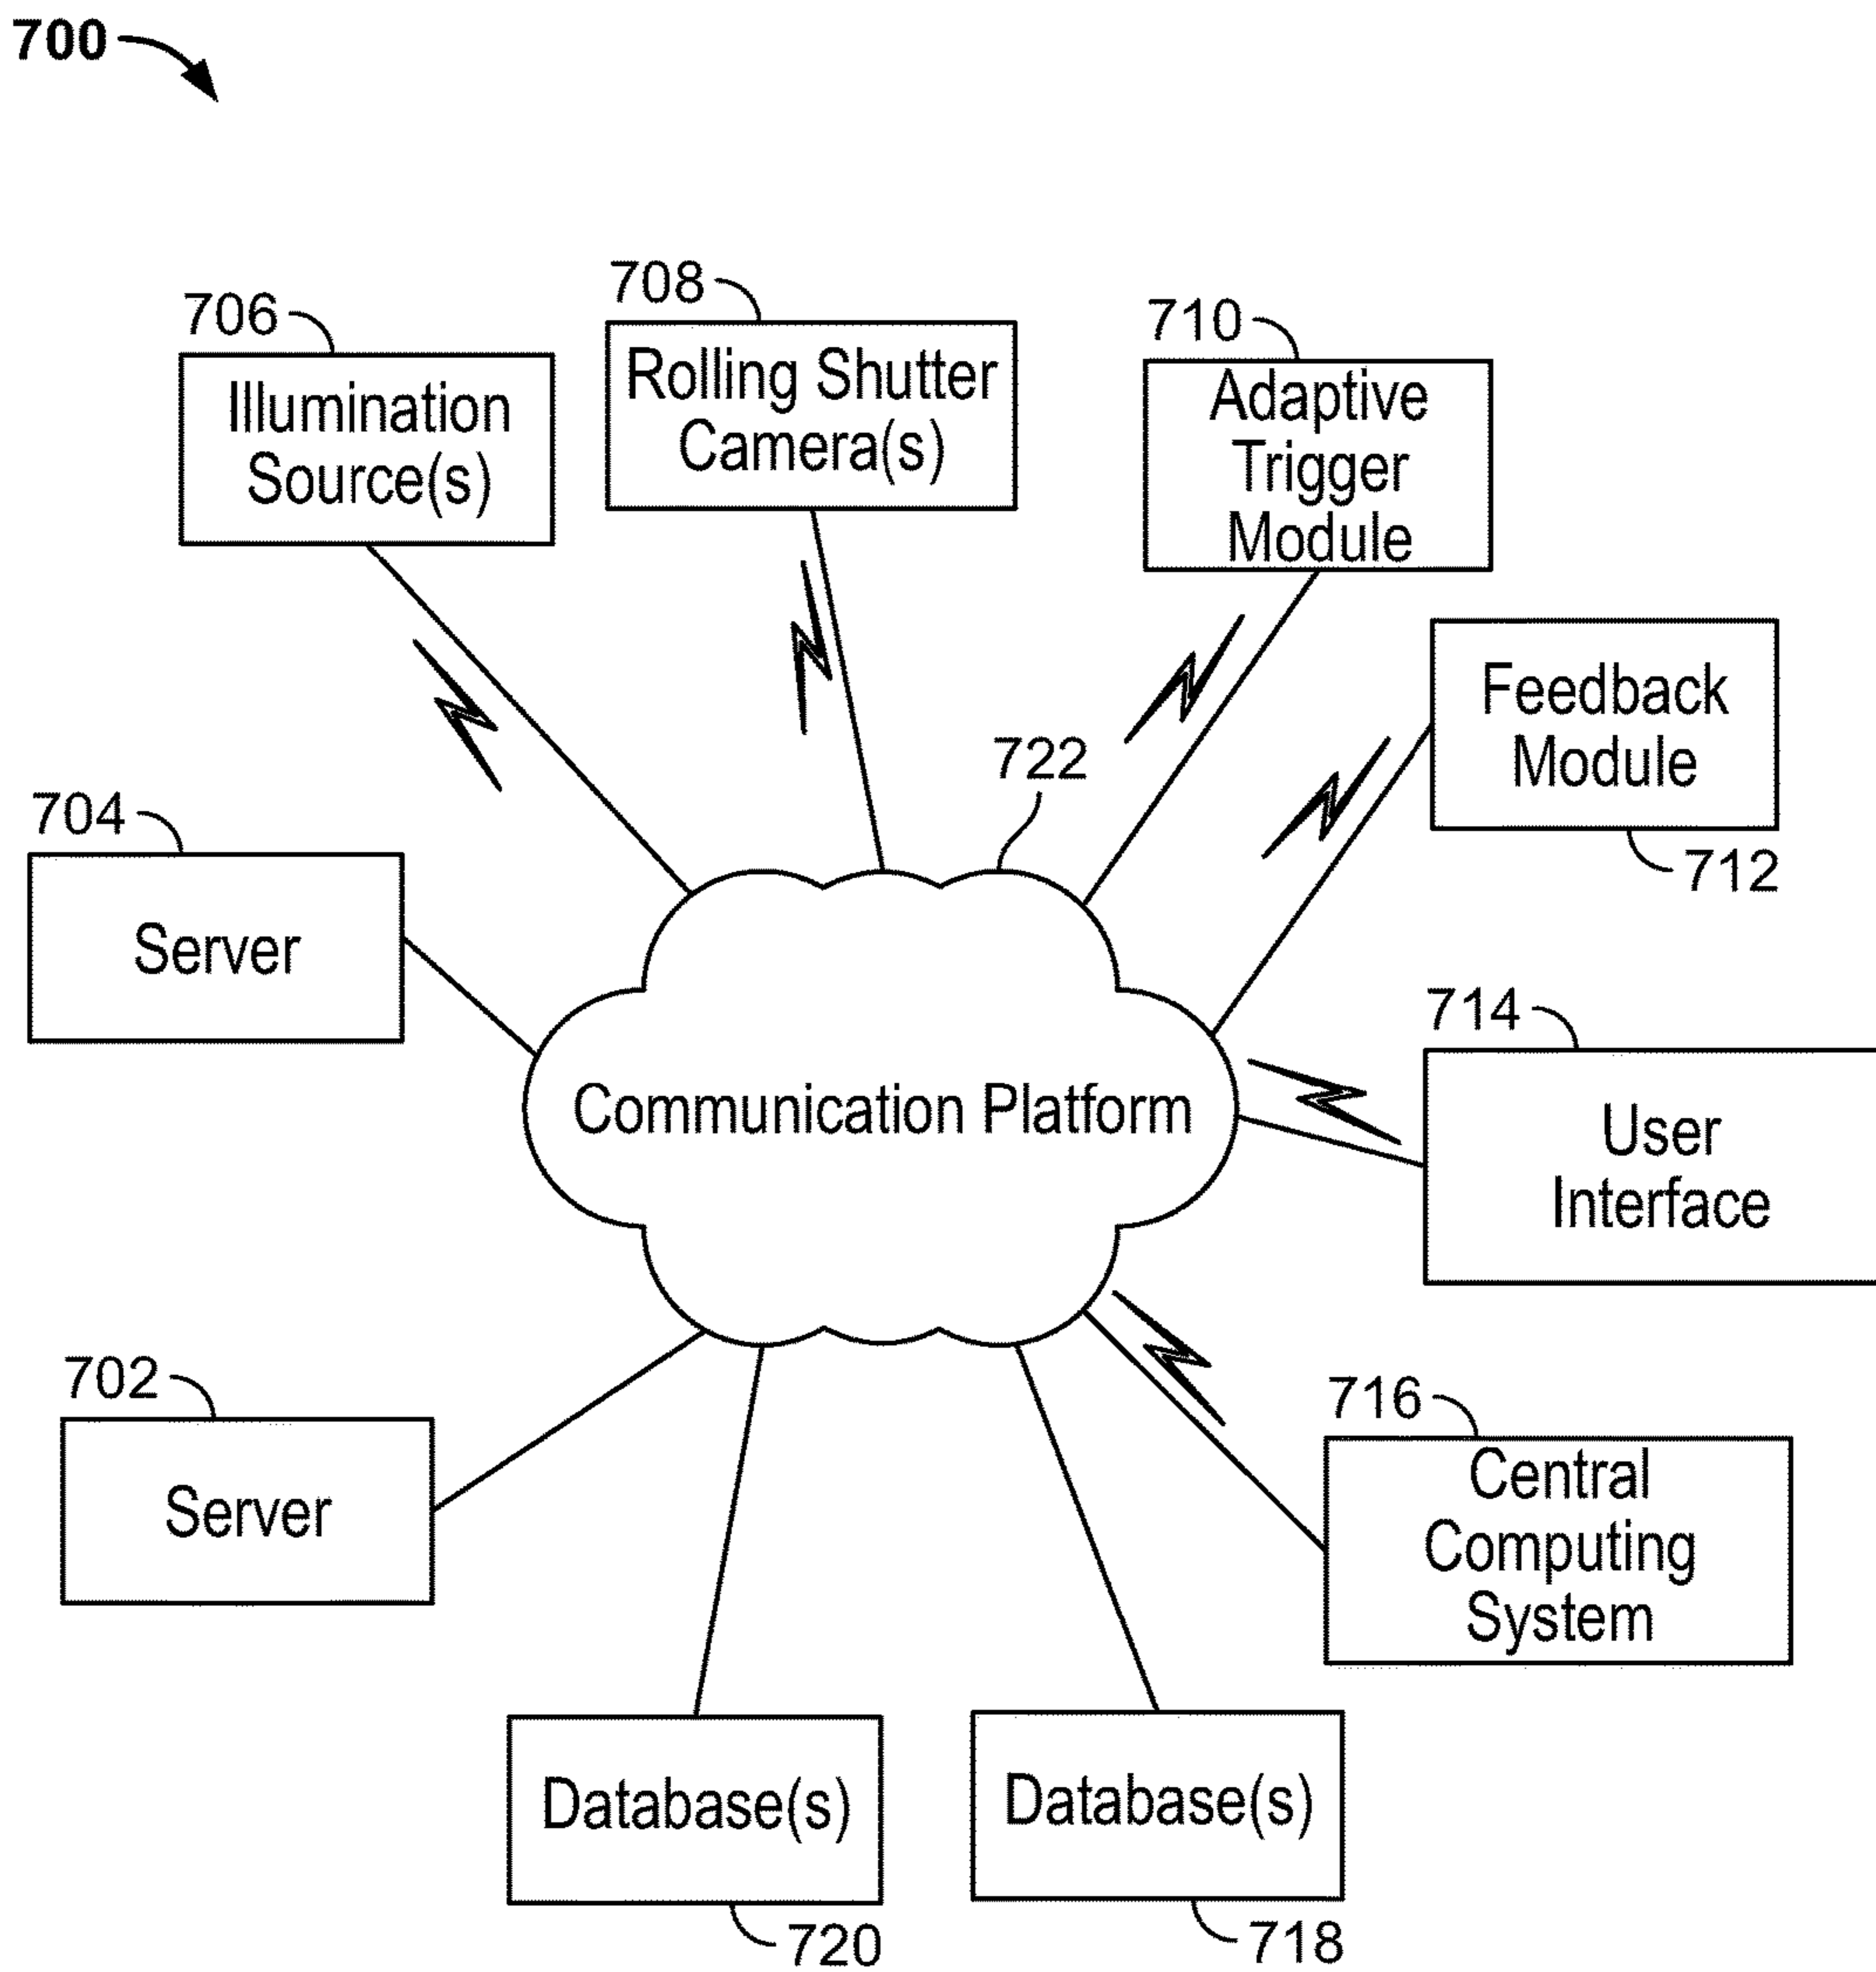 700
708
706
710
Rolling Shutter
Camera(s)
Illumination
Source(s)
Adaptive
Trigger
Module
Feedback
Module
712
722
704
Server
714
Communication Platform
User
Interface
702
Server
716
Central
Computing
System
Database(s)
720
Database(s)
718